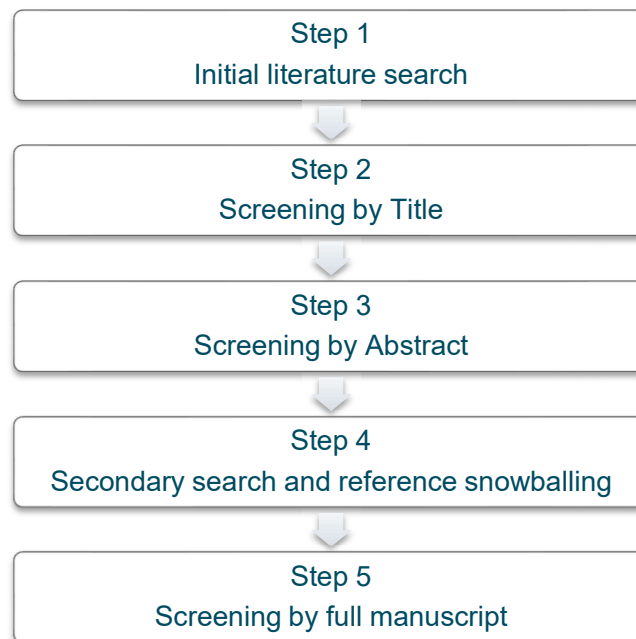 Step 1
Initial literature search
Step 2
Screening by Title
Step 3
Screening by Abstract
Step 4
Secondary search and reference snowballing
Step 5
Screening by full manuscript